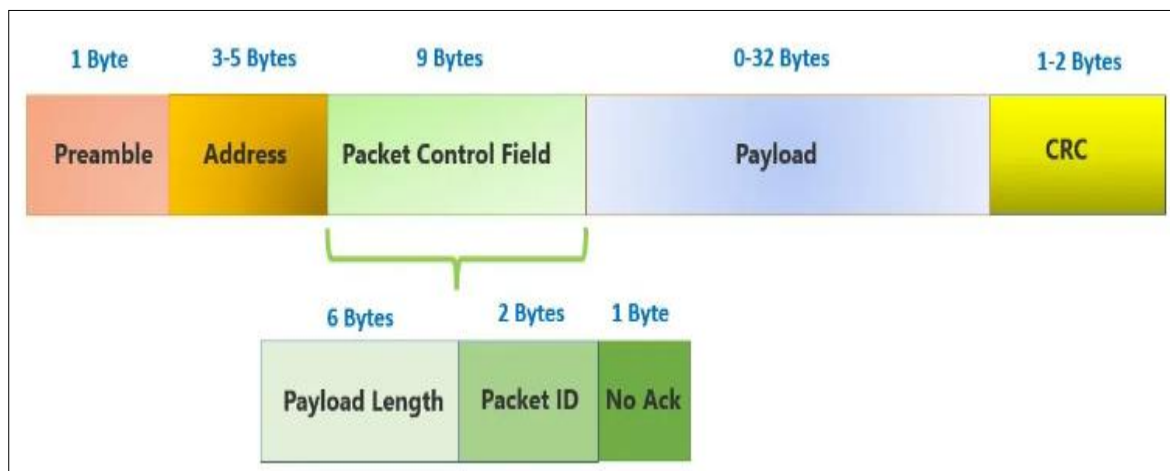 1 Byte 3-5 Bytes 9 Bytes 0-32 Bytes 1-2 Bytes
Preamble Address Packet Control Field Payload CRC
6 Bytes 2 Bytes 1 Byte
Payload Length Packet ID No Ack